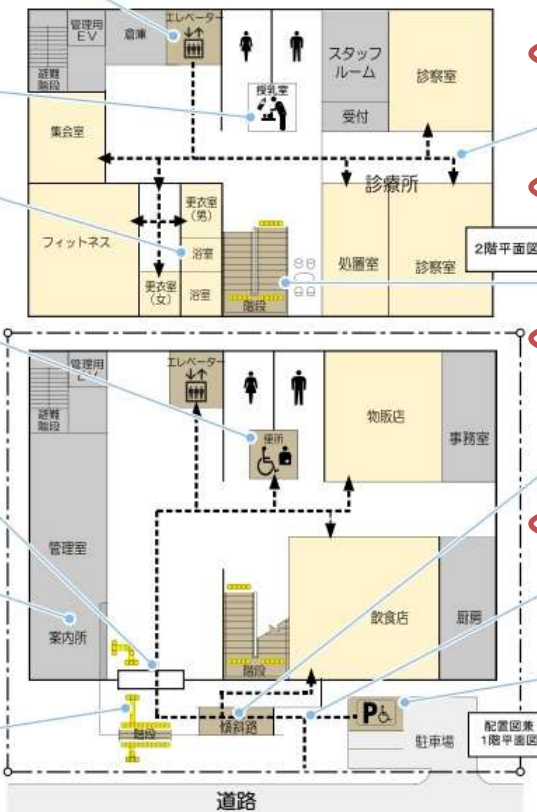 エレベーター
管理用
EV
倉庫
避難
階段
授乳室
スタッフ
ルーム
診察室
受付
集会室
診療所
更衣室
(男)
フィットネス
浴室
処置室
診察室
2階平面図
更衣室
(女)
浴室
階段
エレベーター
管理用
避難
階段
便所
物販店
事務室
管理室
飲食店
厨房
案内所
階段
階段
傾斜路
P
駐車場
配置図兼
1階平面図
道路